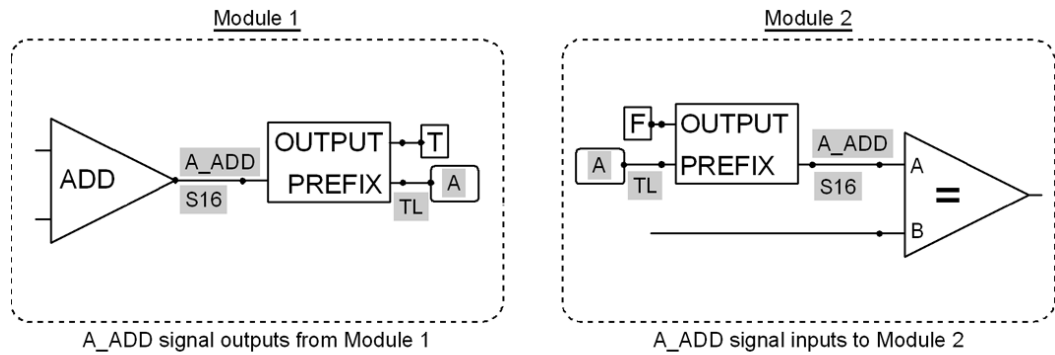 Module 1
ADD
A_ADD
S16
OUTPUT
PREFIX
T
A
TL
A_ADD signal outputs from Module 1
Module 2
F
A
TL
OUTPUT
PREFIX
A_ADD
S16
A
=
B
A_ADD signal inputs to Module 2